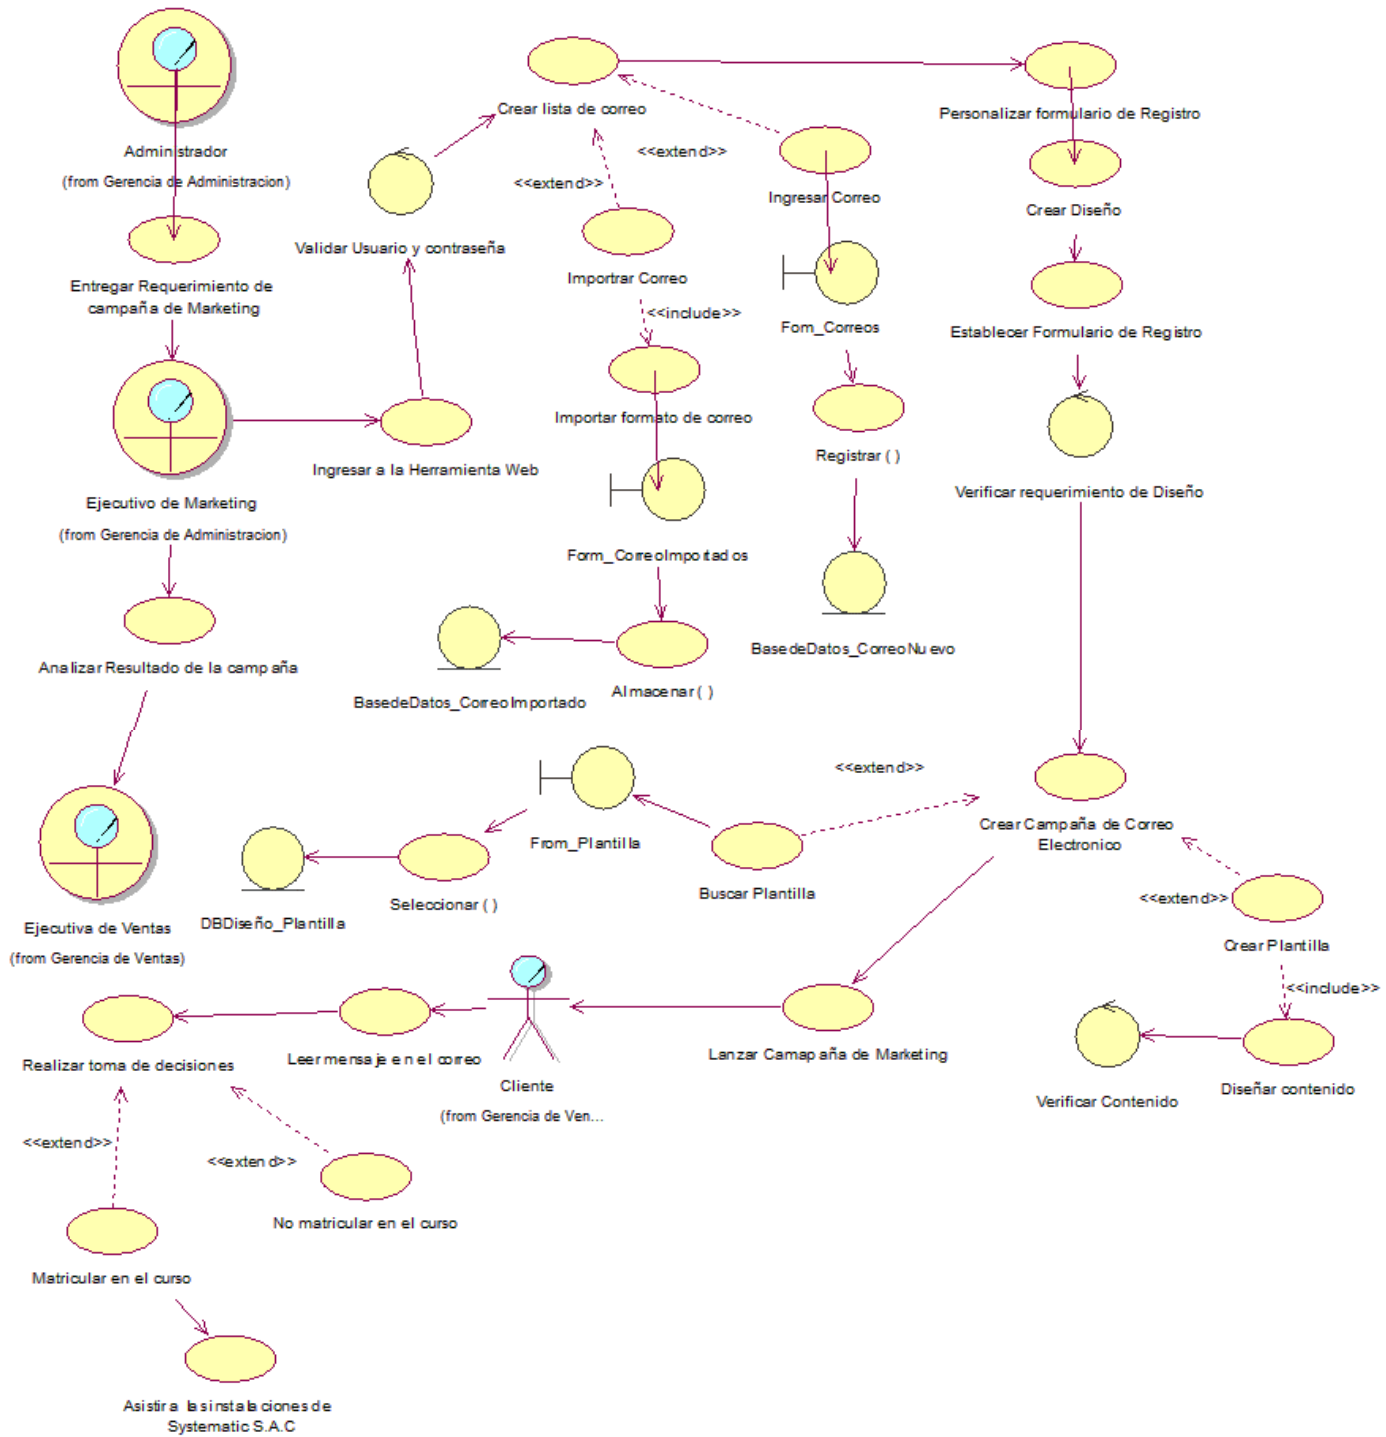 Crear lista de correo
Personalizar formulario de Registro
Administrador
(from Gerencia de Administracion)
<<extend>>
<<extend>>
Ingresar Correo
Crear Diseño
Validar Usuario y contraseña
Importrar Correo
Entregar Requerimiento de
campaña de Marketing
<<include>>
Fom_Correos
Establecer Formulario de Registro
Importar formato de correo
Registrar ( )
Ingresar a la Herramienta Web
Ejecutivo de Marketing
(from Gerencia de Administracion)
Verificar requerimiento de Diseño
Form_CorreoImportados
BasedeDatos_CorreoNuevo
Analizar Resultado de la campaña
BasedeDatos_CorreoImportado
Almacenar ( )
<<extend>>
Crear Campaña de Correo
Electronico
From_Plantilla
Buscar Plantilla
Seleccionar ( )
DBDiseño_Plantilla
<<extend>>
Ejecutiva de Ventas
(from Gerencia de Ventas)
Crear Plantilla
<<include>>
Realizar toma de decisiones
Leer mensaje en el correo
Lanzar Camapaña de Marketing
Cliente
(from Gerencia de Ven...
Verificar Contenido
Diseñar contenido
<<extend>>
<<extend>>
No matricular en el curso
Matricular en el curso
Asistir a las instalaciones de
Systematic S.A.C